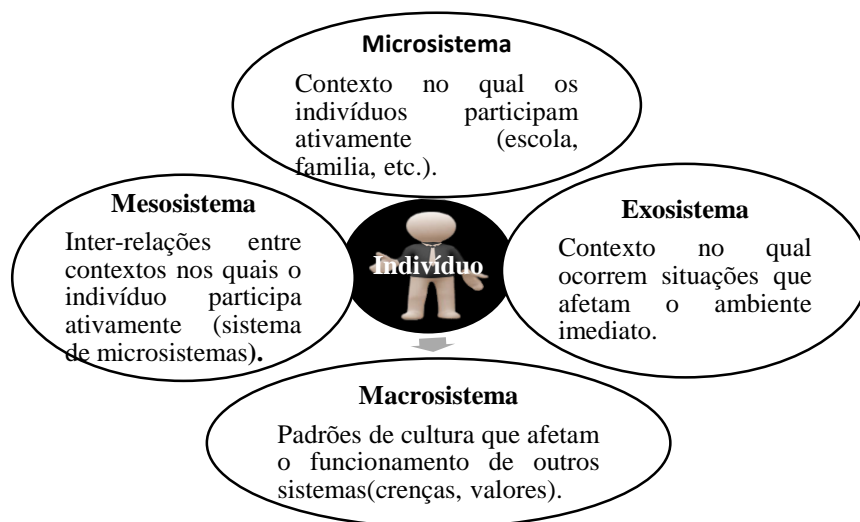 Microsistema
Contexto no qual os
indivíduos participam
ativamente (escola,
familia, etc.).
Mesosistema
Inter-relações entre
contextos nos quais o
indivíduo participa
ativamente (sistema
de microsistemas).
Indivíduo
Exosistema
Contexto no qual
ocorrem situações que
afetam o ambiente
imediato.
Macrosistema
Padrões de cultura que afetam
o funcionamento de outros
sistemas(crenças, valores).